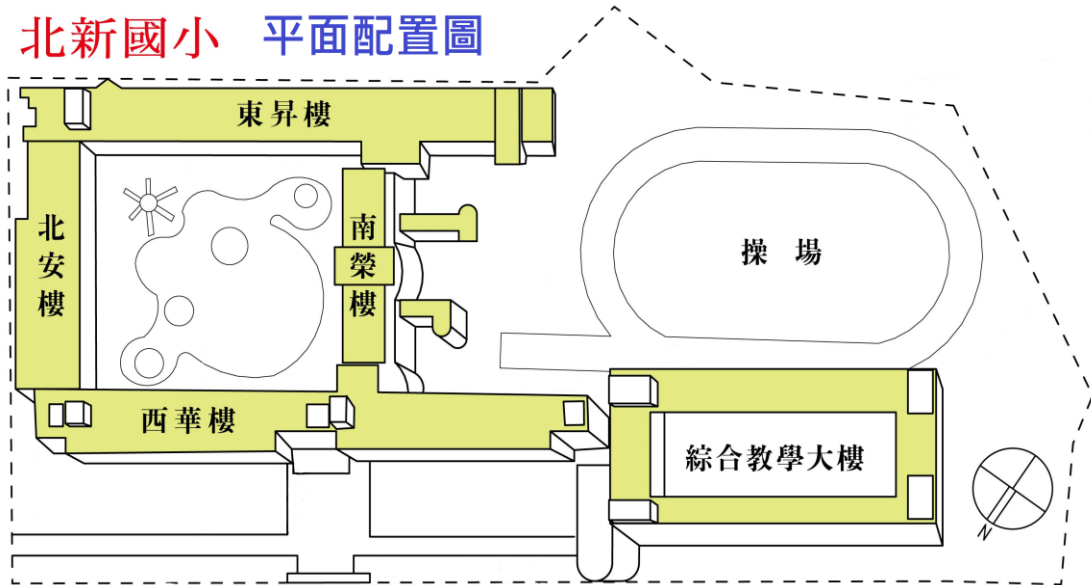 北新國小 平面配置圖
東昇樓
北安樓
南榮樓
操場
西華樓
綜合教學大樓
N